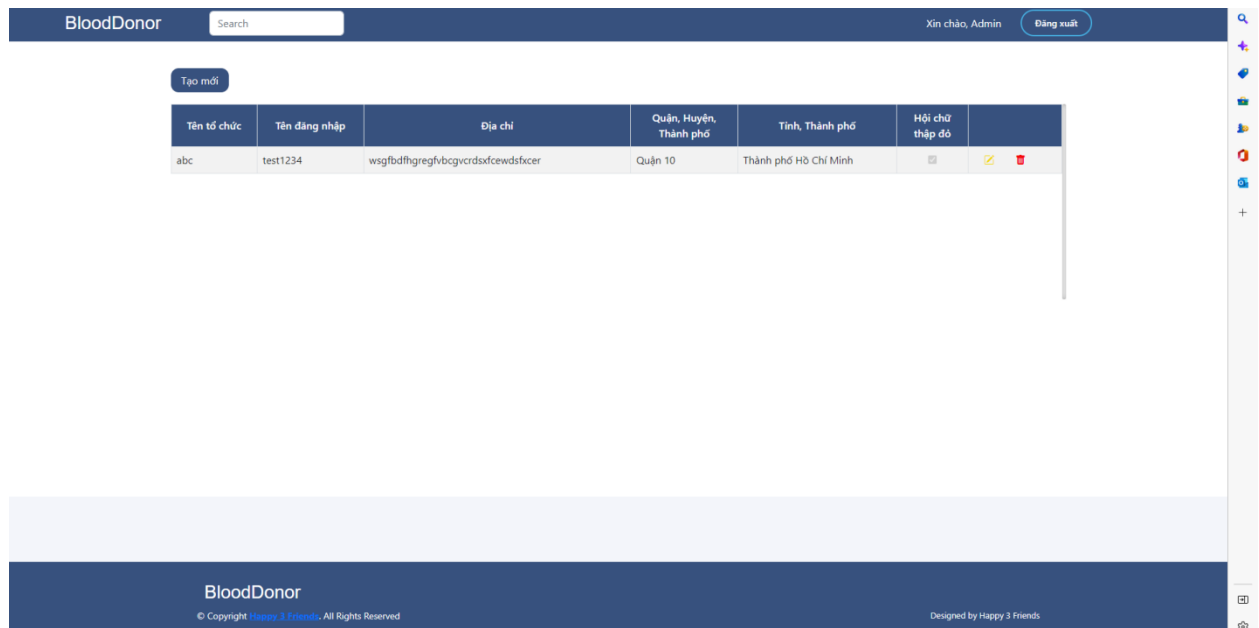 BloodDonor
Search
Xin chào, Admin
Đăng xuất
Tạo mới
Tên tổ chức
Tên đăng nhập
Địa chỉ
Quận, Huyện,
Thành phố
Tỉnh, Thành phố
Hội chữ
thập đỏ
abc
test1234
wsgfbdfhgregfvbcgvcrdsxfcewdsfxcer
Quận 10
Thành phố Hồ Chí Minh
BloodDonor
© Copyright Happy 3 Friends. All Rights Reserved
Designed by Happy 3 Friends